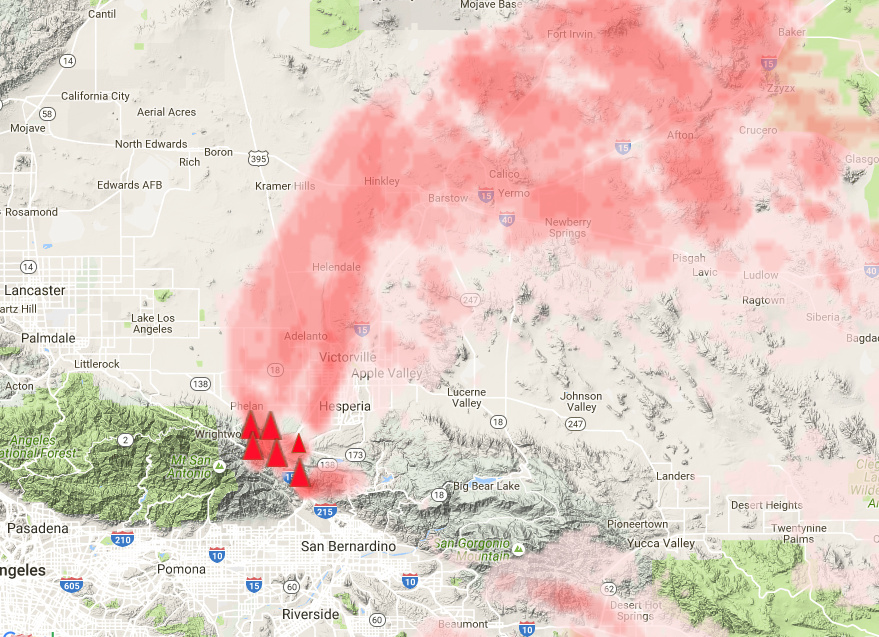 Cantil
Mojave Base
Fort Irwin
Baker
14
15
Zzyzx
California City
58
Aerial Acres
Mojave
Afton
Crucero
North Edwards
Boron
395
15
Rich
Glasgo
Edwards AFB
Kramer Hills
Hinkley
Calico
Barstow
15
Yermo
Rosamond
40
Newberry
Springs
14
Helendale
Pisgah
Lavic
Ludlow
40
Lancaster
247
Ragtown
artz Hill
Lake Los
Angeles
Siberia
Palmdale
Adelanto
15
Bagdad
Victorville
Littlerock
18
Apple Valley
Acton
138
Lucerne
Valley
Johnson
Valley
Phelan
Hesperia
18
247
Angeles
ational Forest
2
Wrightwo
173
Mt San
Antonio
138
15
Landers
Big Bear Lake
18
Desert Heights
215
Pasadena
210
Pioneertown
Twentynine
Palms
San Bernardino
San Gorgonio
Mountain
Yucca Valley
10
ngeles
Pomona
605
15
60
10
62
Riverside
Desert Hot
Springs
60
Beaumont
10